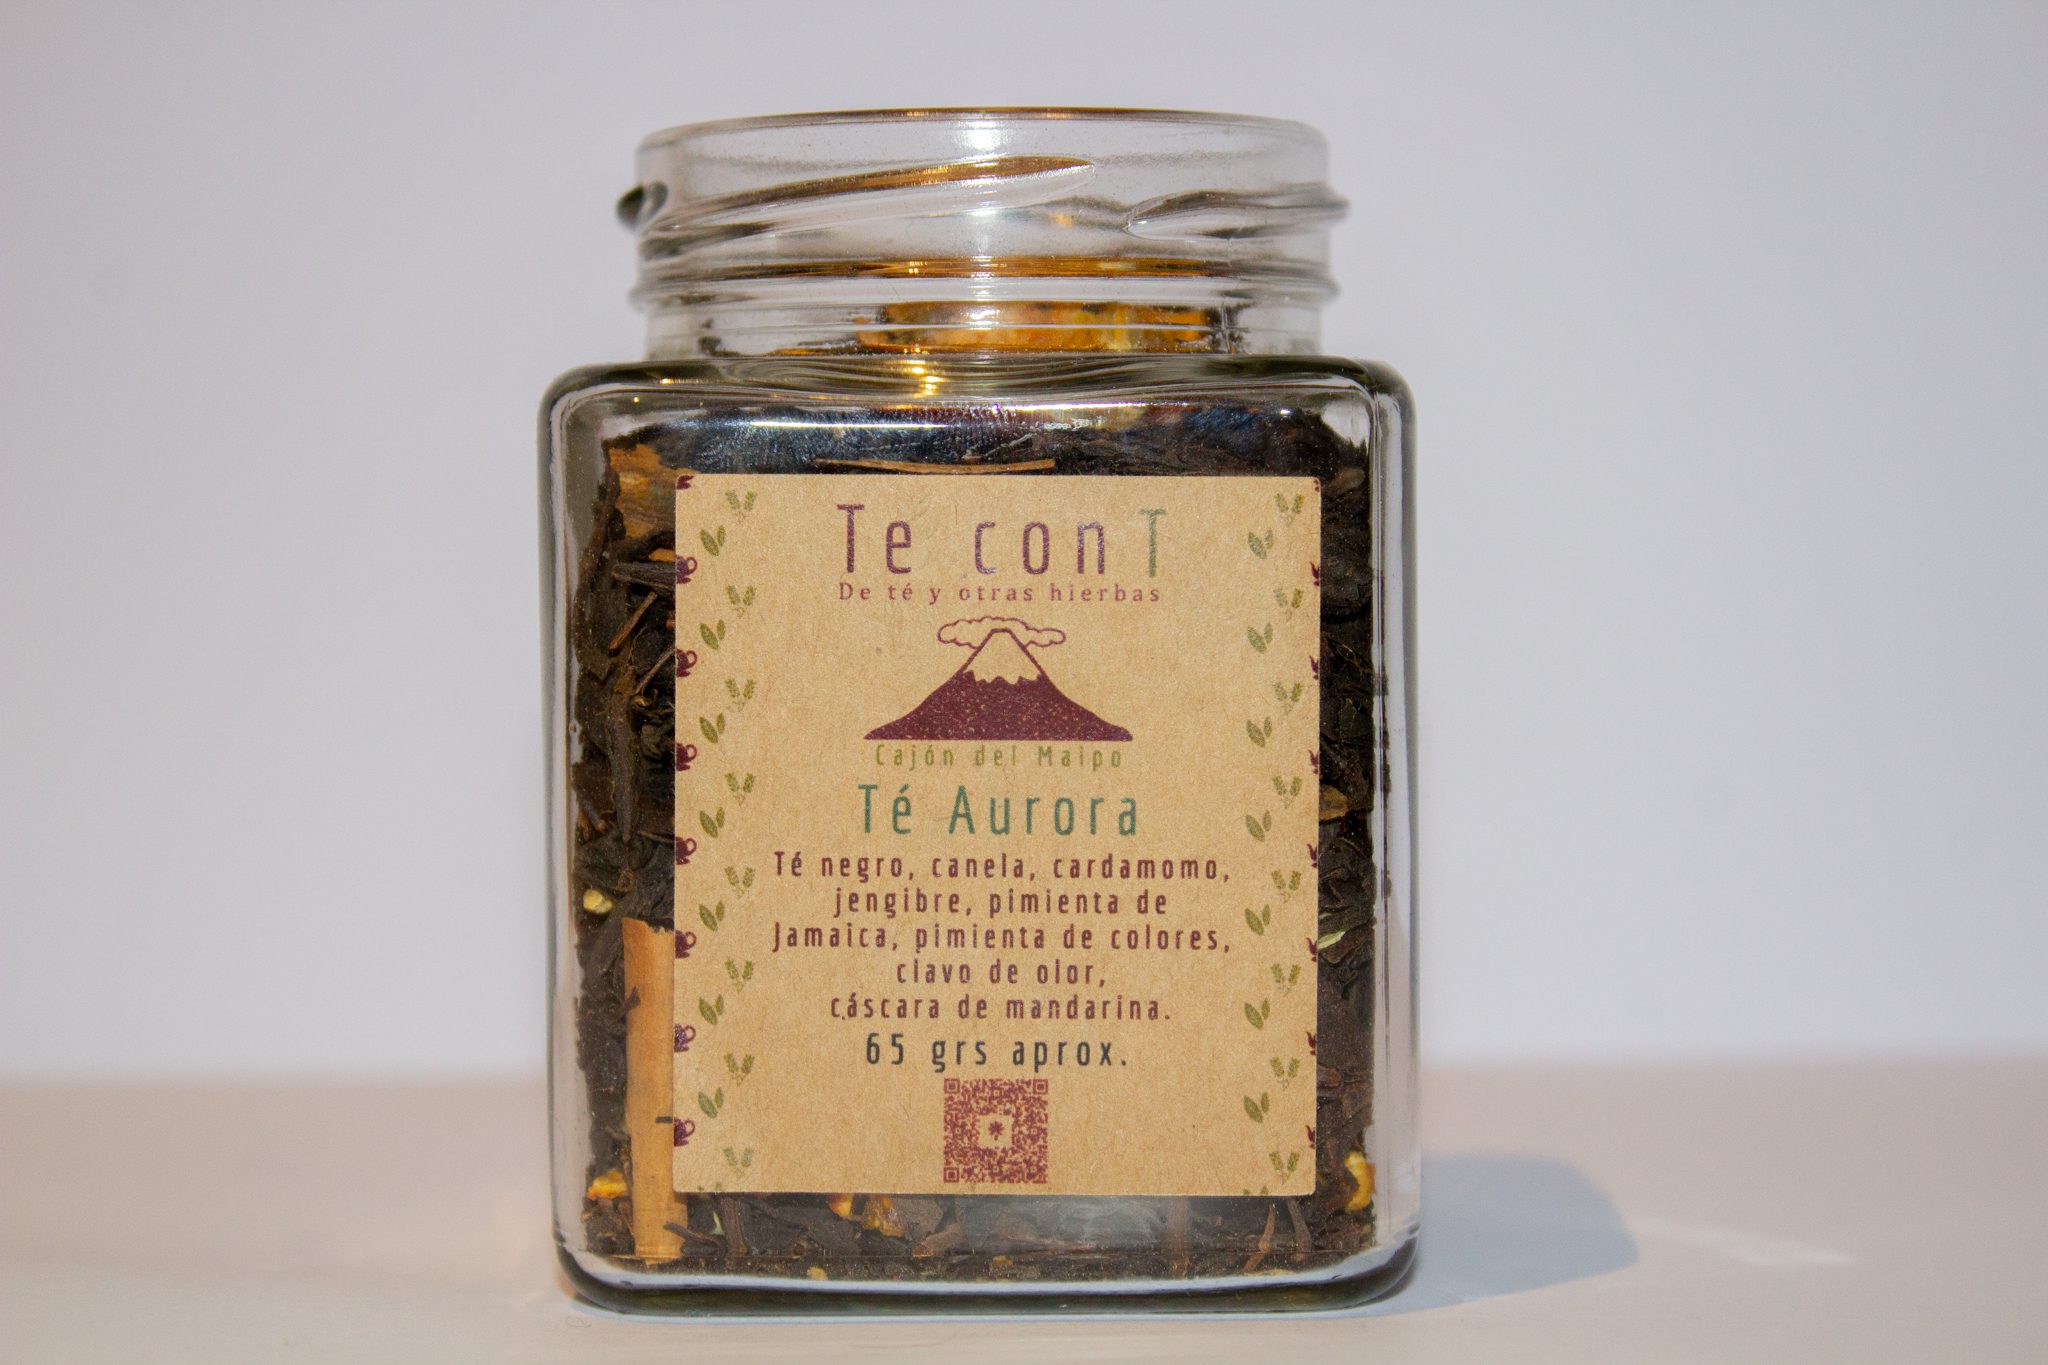 Te conT
De té y otras hierbas
Cajón del Maipo
Té Aurora
Té negro, canela, cardamomo,
jengibre, pimienta de
Jamaica, pimienta de colores,
clavo de olor,
cáscara de mandarina.
65 grs aprox.